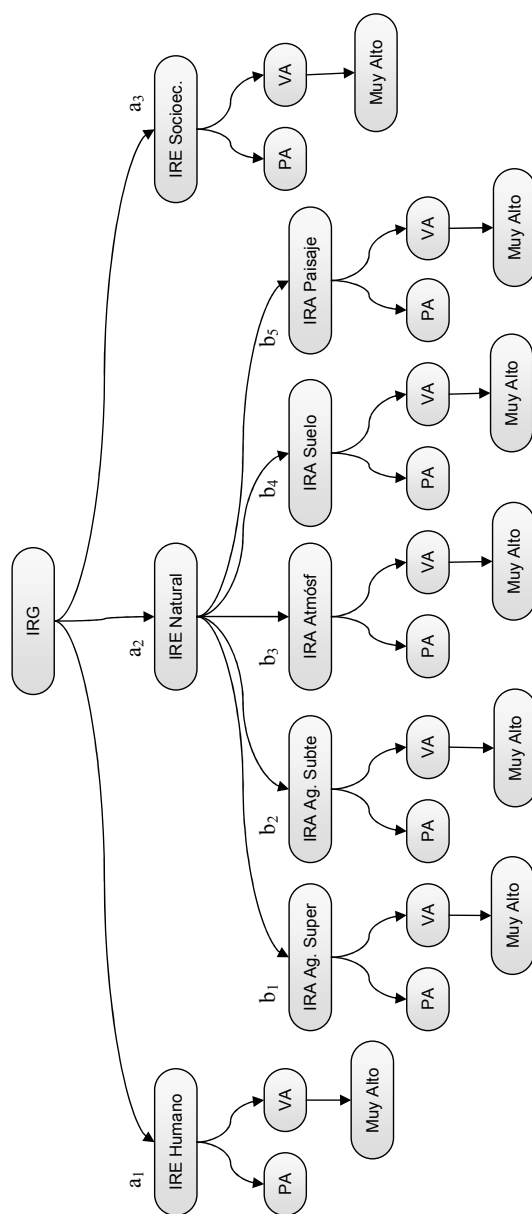 IRG
a1
IRE Humano
a2
IRE Natural
a3
IRE Socioec.
PA
VA
Muy Alto
b1
IRA Ag. Super
b2
IRA Ag. Subte
b3
IRA Atmósf
b4
IRA Suelo
b5
IRA Paisaje
PA
VA
PA
VA
PA
VA
PA
VA
PA
VA
Muy Alto
Muy Alto
Muy Alto
Muy Alto
Muy Alto
PA
VA
Muy Alto